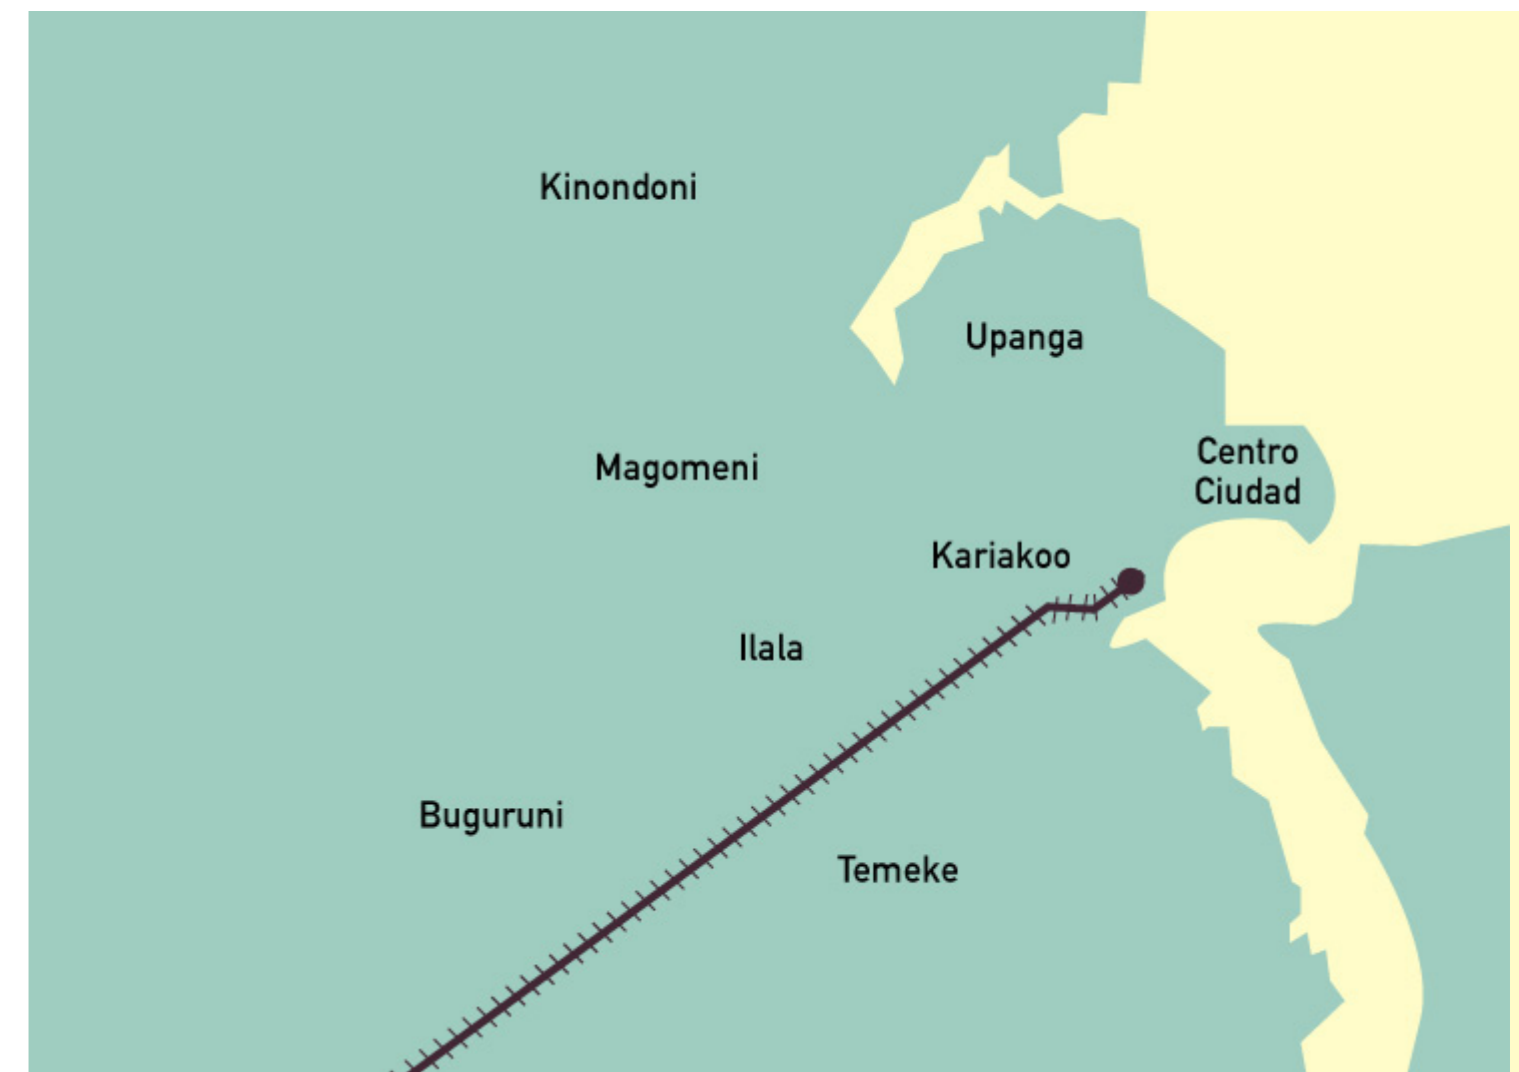 Kinondoni
Upanga
Centro
Ciudad
Magomeni
Kariakoo
Ilala
Buguruni
Temeke